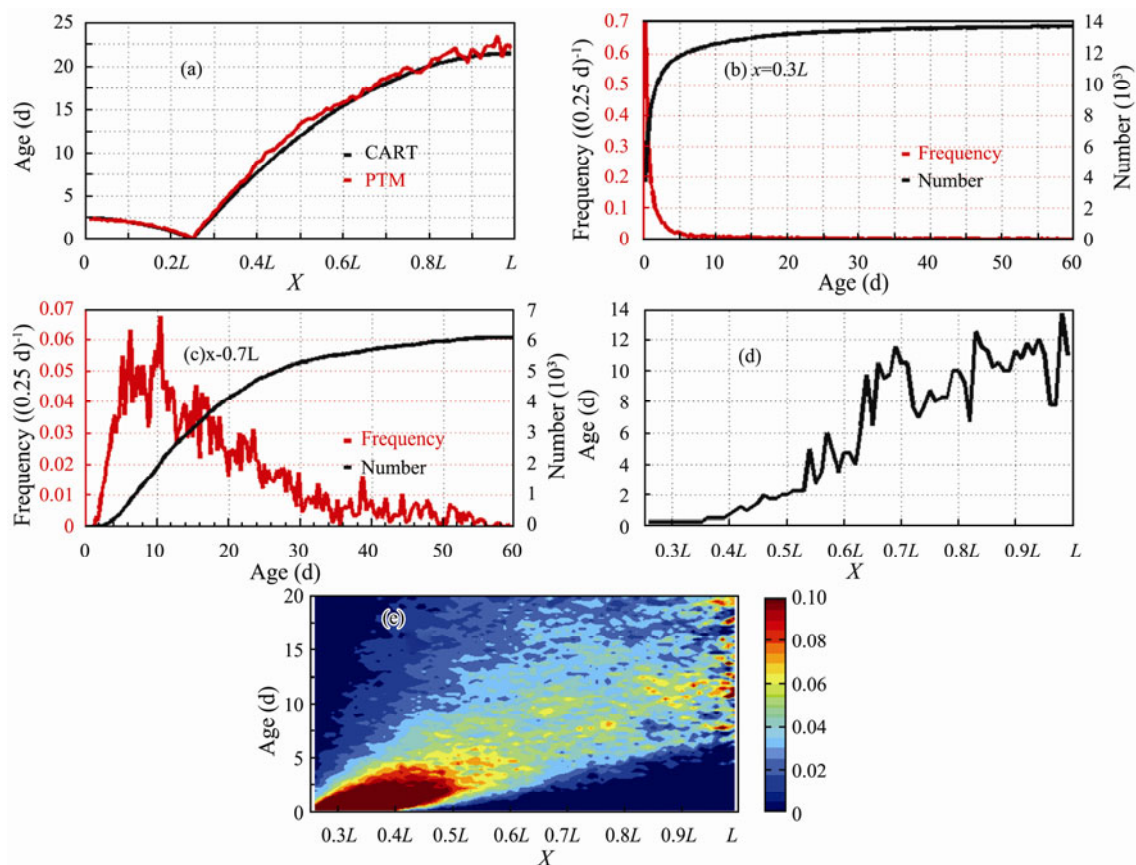 25
20
15
10
5
0
Age (d)
(a)
CART
PTM
0 0.2L 0.4L 0.6L 0.8L L
X
0.7
0.6
0.5
0.4
0.3
0.2
0.1
0
Frequency ((0.25 d)-1
(b) x=0.3L
Frequency
Number
14
12
10
8
6
4
2
0
Number (10³)
0 10 20 30 40 50 60
Age (d)
0.07
0.06
0.05
0.04
0.03
0.02
0.01
0
Frequency ((0.25 d)-1
(c)x-0.7L
Frequency
Number
7
6
5
4
3
2
1
0
Number (10³)
0 10 20 30 40 50 60
Age (d)
14
12
10
8
6
4
2
0
Age (d)
(d)
0.3L 0.4L 0.5L 0.6L 0.7L 0.8L 0.9L L
X
20
15
10
5
0
Age (d)
(e)
0.3L 0.4L 0.5L 0.6L 0.7L 0.8L 0.9L L
X
0.10
0.08
0.06
0.04
0.02
0